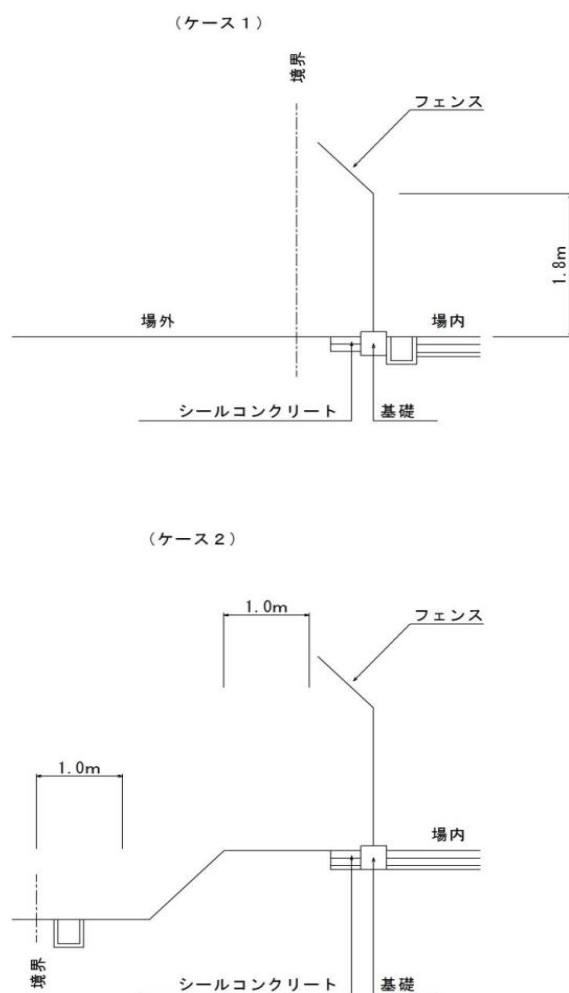 （ケース１）
境界
フェンス
1.8m
場外
場内
シールコンクリート
基礎
（ケース２）
1.0m
フェンス
1.0m
場内
境界
シールコンクリート
基礎